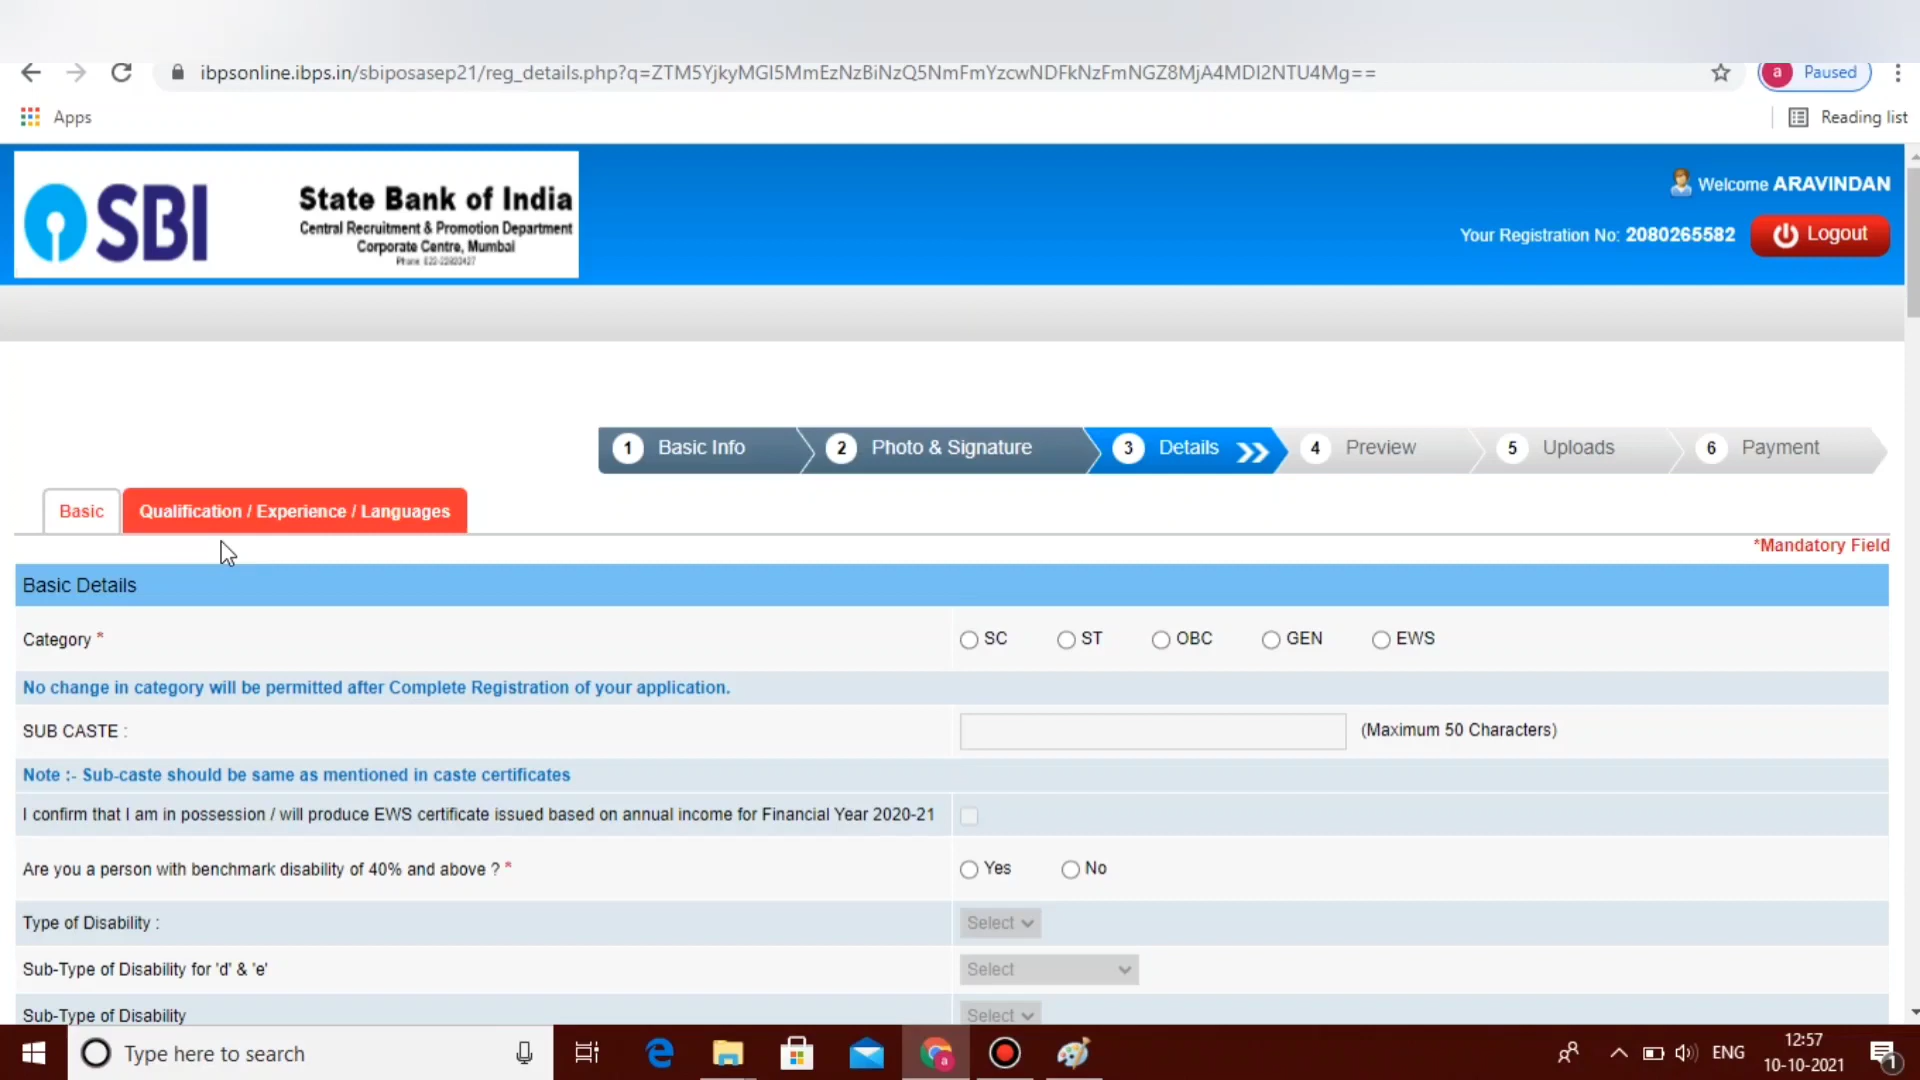 ibpsonline.ibps.in/sbiposasep21/reg_details.php?q=ZTM5YjkyMGI5MmEzNzBiNzQ5NmFmYzcwNDFkNzFmNGZ8MjA4MDI2NTU4Mg==
a Paused
Apps
Reading list
SBI
State Bank of India
Central Recruitment & Promotion Department
Corporate Centre, Mumbai
Welcome ARAVINDAN
Your Registration No: 2080265582
Logout
1 Basic Info
2 Photo & Signature
3 Details
4 Preview
5 Uploads
6 Payment
Basic
Qualification / Experience / Languages
*Mandatory Field
Basic Details
Category *
SC ST OBC GEN EWS
No change in category will be permitted after Complete Registration of your application.
SUB CASTE :
(Maximum 50 Characters)
Note :- Sub-caste should be same as mentioned in caste certificates
I confirm that I am in possession / will produce EWS certificate issued based on annual income for Financial Year 2020-21
Are you a person with benchmark disability of 40% and above ? *
Yes No
Type of Disability :
Select
Sub-Type of Disability for 'd' & 'e'
Select
Sub-Type of Disability
Select
Type here to search
a
ENG
12:57
10-10-2021
1